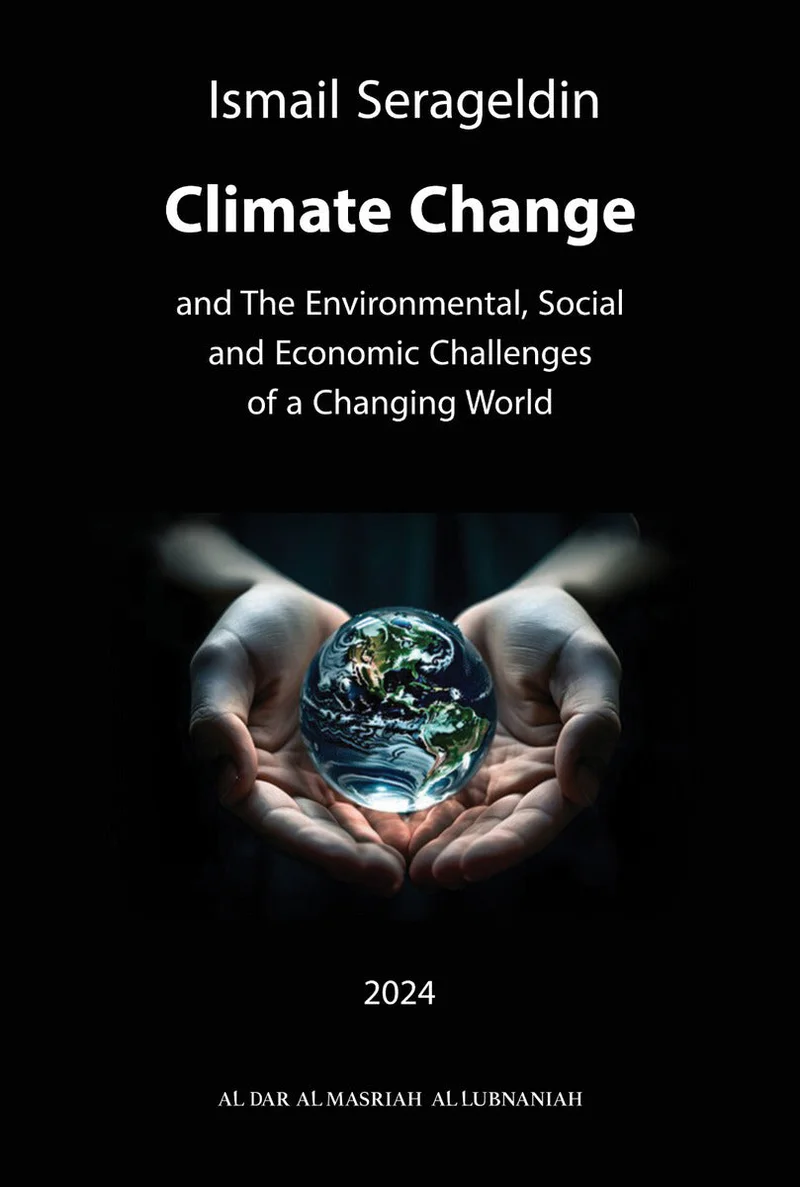 Ismail Serageldin
Climate Change
and The Environmental, Social
and Economic Challenges
of a Changing World
2024
AL DAR AL MASRIAH AL LUBNANIAH